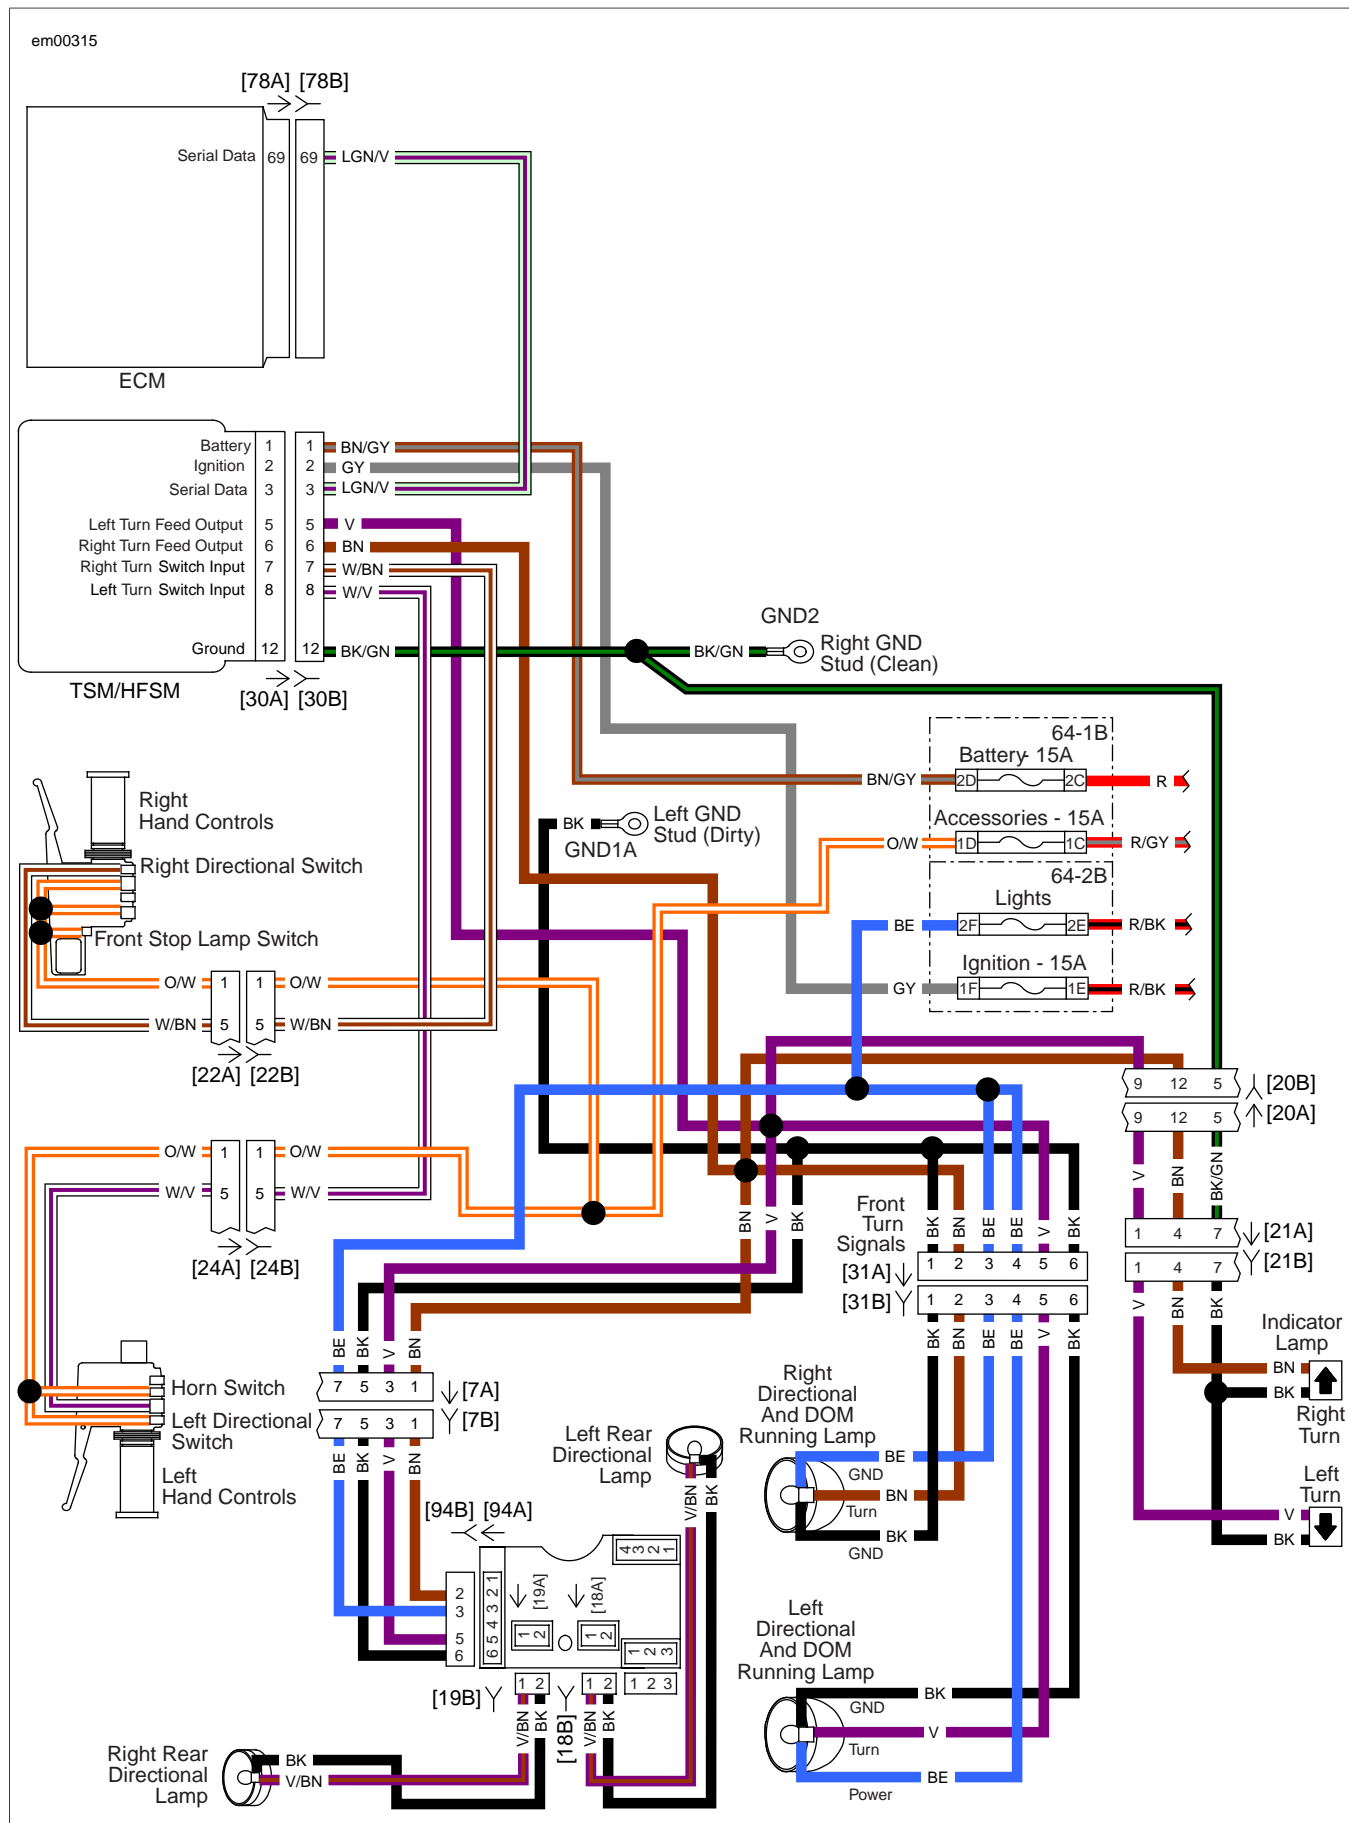 em00315
[78A] [78B]
Serial Data 69 69 LGN/V
ECM
Battery 1 1 BN/GY
Ignition 2 2 GY
Serial Data 3 3 LGN/V
Left Turn Feed Output 5 5 V
Right Turn Feed Output 6 6 BN
Right Turn Switch Input 7 7 W/BN
Left Turn Switch Input 8 8 W/V
Ground 12 12 BK/GN BK/GN
GND2
Right GND
Stud (Clean)
TSM/HFSM
[30A] [30B]
64-1B
Battery- 15A
BN/GY 2D 2C R
Accessories - 15A
O/W 1D 1C R/GY
64-2B
Lights
BE 2F 2E R/BK
Ignition - 15A
GY 1F 1E R/BK
BK
Left GND
Stud (Dirty)
GND1A
Right
Hand Controls
Right Directional Switch
Front Stop Lamp Switch
O/W 1 1 O/W
W/BN 5 5 W/BN
[22A] [22B]
O/W 1 1 O/W
W/V 5 5 W/V
[24A] [24B]
9 12 5 [20B]
9 12 5 [20A]
V BN BK/GN
1 4 7 [21A]
1 4 7 [21B]
V BN BK
Indicator
Lamp
BN
BK
Right
Turn
Left
Turn
V
BK
BN V BK
Front
Turn
Signals
BK BN BE BE V BK
[31A] 1 2 3 4 5 6
[31B] 1 2 3 4 5 6
BK BN BE BE V BK
Horn Switch
Left Directional
Switch
Left
Hand Controls
BE BK V BN
7 5 3 1 [7A]
7 5 3 1 [7B]
BE BK V BN
Left Rear
Directional
Lamp
V/BN BK
Right
Directional
And DOM
Running Lamp
BE
GND
BN
Turn
BK
GND
[94B] [94A]
2
3
5
6
6 5 4 3 2 1
[19A] [18A]
4 3 2 1
1 2
1 2
1 2 3
[19B] 1 2
[18B] 1 2
1 2 3
V/BN BK V/BN BK
Left
Directional
And DOM
Running Lamp
BK
GND
V
Turn
BE
Power
Right Rear
Directional
Lamp
BK
V/BN